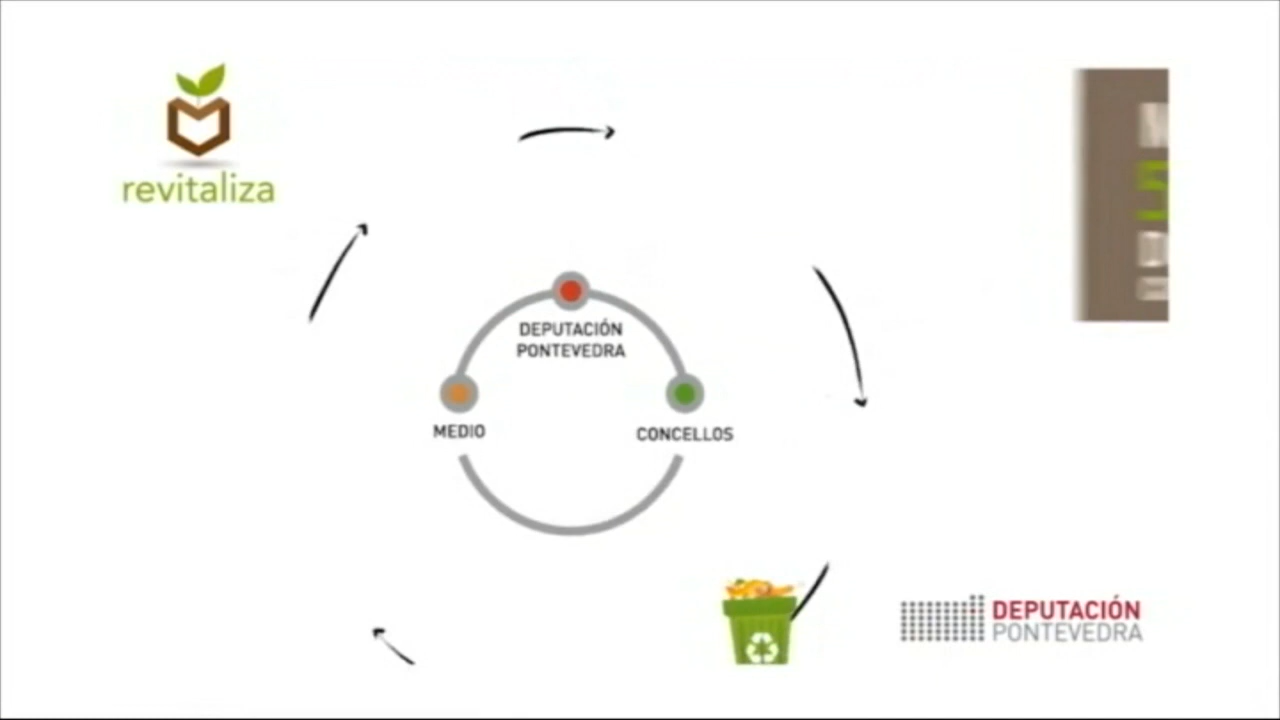 revitaliza
DEPUTACIÓN
PONTEVEDRA
MEDIO
CONCELLOS
DEPUTACIÓN
PONTEVEDRA